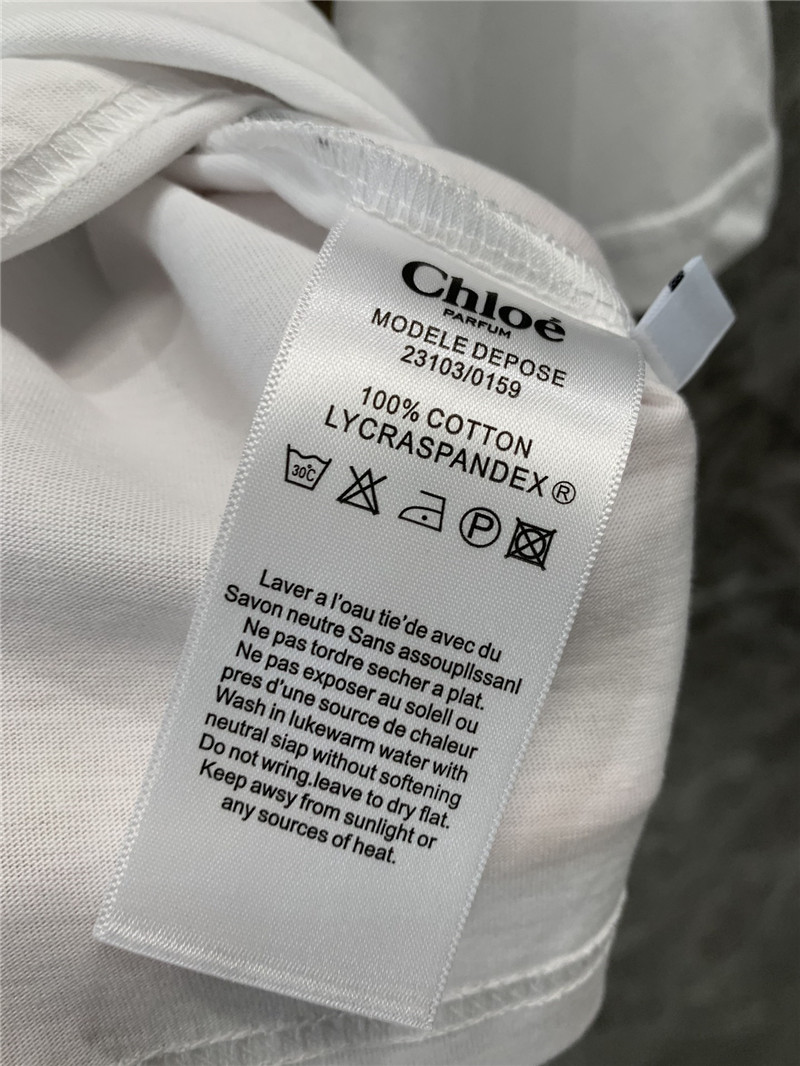 Chloé
PARFUM
MODELE DEPOSE
23103/0159
100% COTTON
LYCRASPANDEX®
30℃
P
Laver a l'oau tie'de avec du
Savon neutre Sans assouplIssanl
Ne pas tordre secher a plat.
Ne pas exposer au solell ou
pres d'une source de chaleur
Wash in lukewarm water with
neutral siap without softening
Do not wring.leave to dry flat.
Keep awsy from sunlight or
any sources of heat.